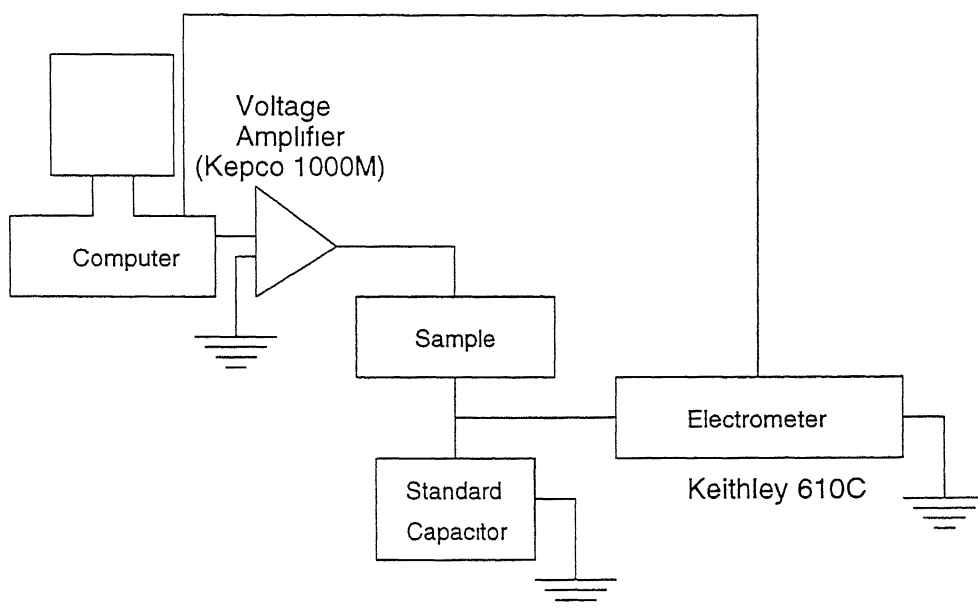 Voltage
Amplifier
(Kepco 1000M)
Computer
Sample
Electrometer
Keithley 610C
Standard
Capacitor